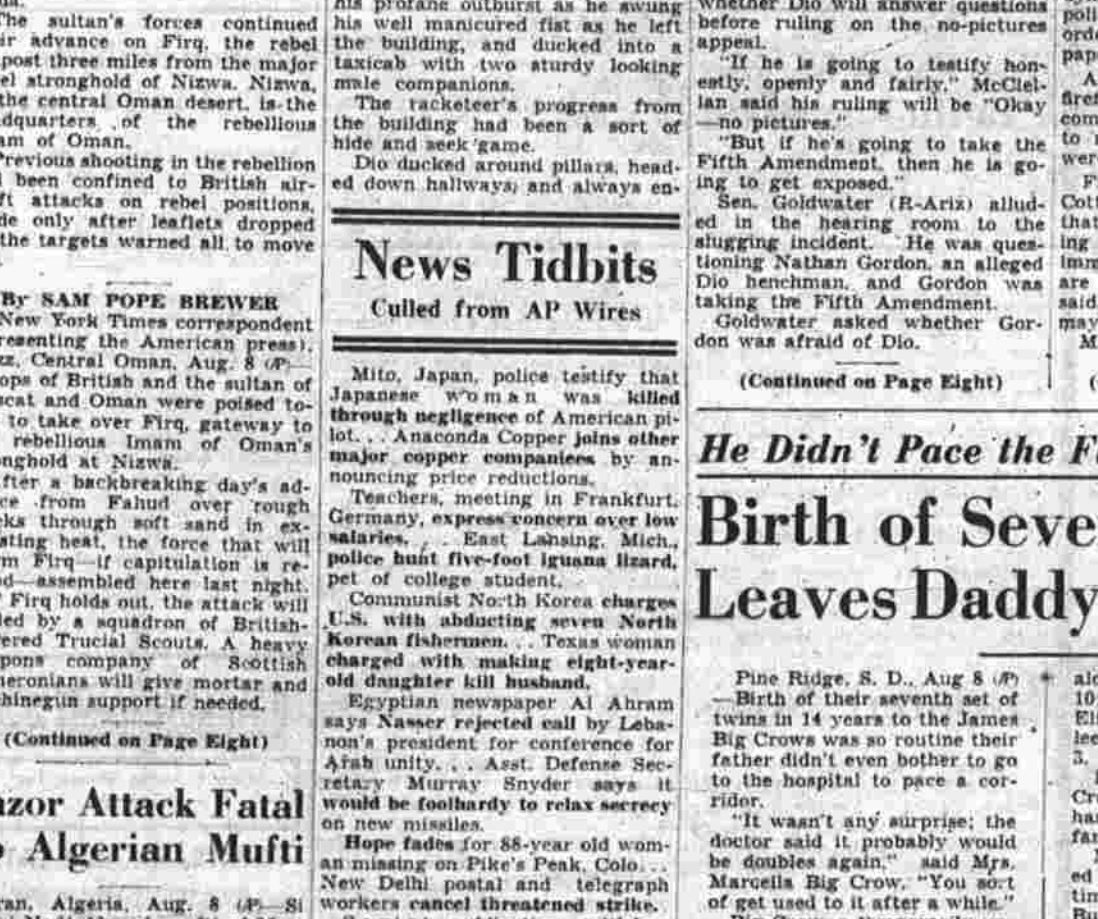 The sultan's forces continued
advance on Firq, the rebel
post three miles from the major
stronghold of Nizwa. Nizwa,
the central Oman desert, is the
of the rebellious
of Oman.
Previous shooting in the rebellion
been confined to British air-
attacks on rebel positions,
only after leaflets dropped
the targets warned all to move
By SAM POPE BREWER
New York Times correspondent
the American press),
Central Oman, Aug. 8 (AP)—
of British and the sultan of
and Oman were poised to-
to take over Firq, gateway to
rebellious Imam of Oman's
at Nizwa.
After a backbreaking day's ad-
from Fahud over rough
through soft sand in ex-
heat, the force that will
Firq—if capitulation is re-
—assembled here last night.
Firq holds out, the attack will
by a squadron of British-
Trucial Scouts. A heavy
company of Scottish
will give mortar and
support if needed.
(Continued on Page Eight)
Attack Fatal
Algerian Mufti
Algeria, Aug. 8 (AP)—Si
his profane outburst as he swung
his well manicured fist as he left
the building, and ducked into a
taxicab with two sturdy looking
male companions.
The racketeer's progress from
the building had been a sort of
hide and seek game.
Dio ducked around pillars, head-
ed down hallways, and always en-
News Tidbits
Culled from AP Wires
Mito, Japan, police testify that
Japanese woman was killed
through negligence of American pi-
lot. . . Anaconda Copper joins other
major copper companies by an-
nouncing price reductions.
Teachers, meeting in Frankfurt,
Germany, express concern over low
salaries. . . East Lansing, Mich.,
police hunt five-foot iguana lizard,
pet of college student.
Communist North Korea charges
U.S. with abducting seven North
Korean fishermen. . . Texas woman
charged with making eight-year-
old daughter kill husband.
Egyptian newspaper Al Ahram
says Nasser rejected call by Leba-
non's president for conference for
Arab unity. . . Asst. Defense Sec-
retary Murray Snyder says it
would be foolhardy to relax secrecy
on new missiles.
Hope fades for 88-year old wom-
an missing on Pike's Peak, Colo. . .
New Delhi postal and telegraph
workers cancel threatened strike.
whether Dio will answer questions
before ruling on the no-pictures
appeal.
"If he is going to testify hon-
estly, openly and fairly," McClel-
lan said his ruling will be "Okay
—no pictures."
"But if he's going to take the
Fifth Amendment, then he is go-
ing to get exposed."
Sen. Goldwater (R-Ariz) allud-
ed in the hearing room to the
slugging incident. He was ques-
tioning Nathan Gordon, an alleged
Dio henchman, and Gordon was
taking the Fifth Amendment.
Goldwater asked whether Gor-
don was afraid of Dio.
(Continued on Page Eight)
He Didn't Pace the
Birth of Seve
Leaves Daddy
Pine Ridge, S. D., Aug 8 (AP)
—Birth of their seventh set of
twins in 14 years to the James
Big Crows was so routine their
father didn't even bother to go
to the hospital to pace a cor-
ridor.
"It wasn't any surprise; the
doctor said it probably would
be doubles again," said Mrs.
Marcella Big Crow. "You sort
of get used to it after a while."